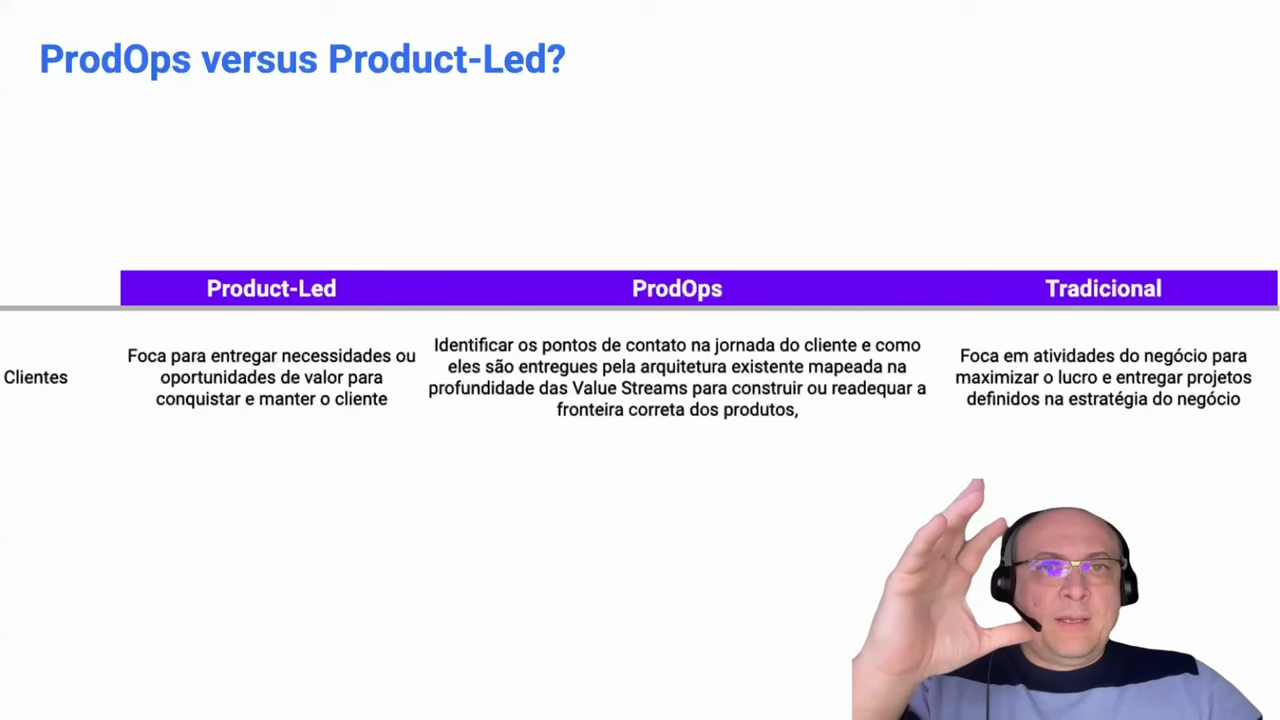 ProdOps versus Product-Led?
Product-Led
ProdOps
Tradicional
Clientes
Foca para entregar necessidades ou
oportunidades de valor para
conquistar e manter o cliente
Identificar os pontos de contato na jornada do cliente e como
eles são entregues pela arquitetura existente mapeada na
profundidade das Value Streams para construir ou readequar a
fronteira correta dos produtos,
Foca em atividades do negócio para
maximizar o lucro e entregar projetos
definidos na estratégia do negócio